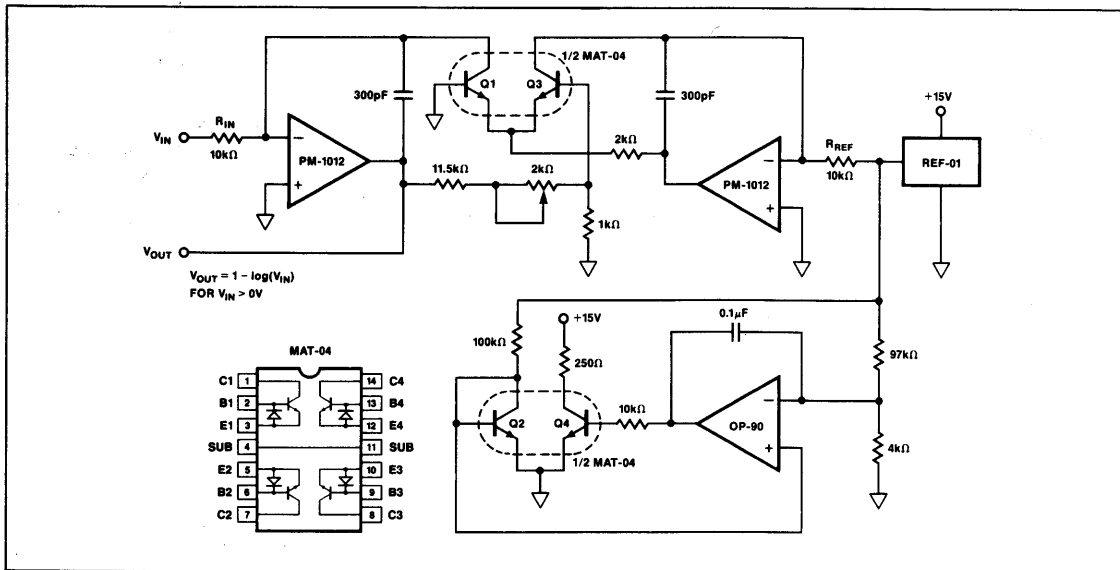 1/2 MAT-04
Q1
Q3
300pF
300pF
+15V
V_IN
R_IN
10kΩ
−
+
PM-1012
2kΩ
11.5kΩ
2kΩ
1kΩ
−
+
PM-1012
R_REF
10kΩ
REF-01
V_OUT
V_OUT = 1 – log(V_IN)
FOR V_IN > 0V
+15V
0.1μF
100kΩ
250Ω
97kΩ
Q2
Q4
10kΩ
−
+
OP-90
4kΩ
1/2 MAT-04
MAT-04
C1 1 14 C4
B1 2 13 B4
E1 3 12 E4
SUB 4 11 SUB
E2 5 10 E3
B2 6 9 B3
C2 7 8 C3